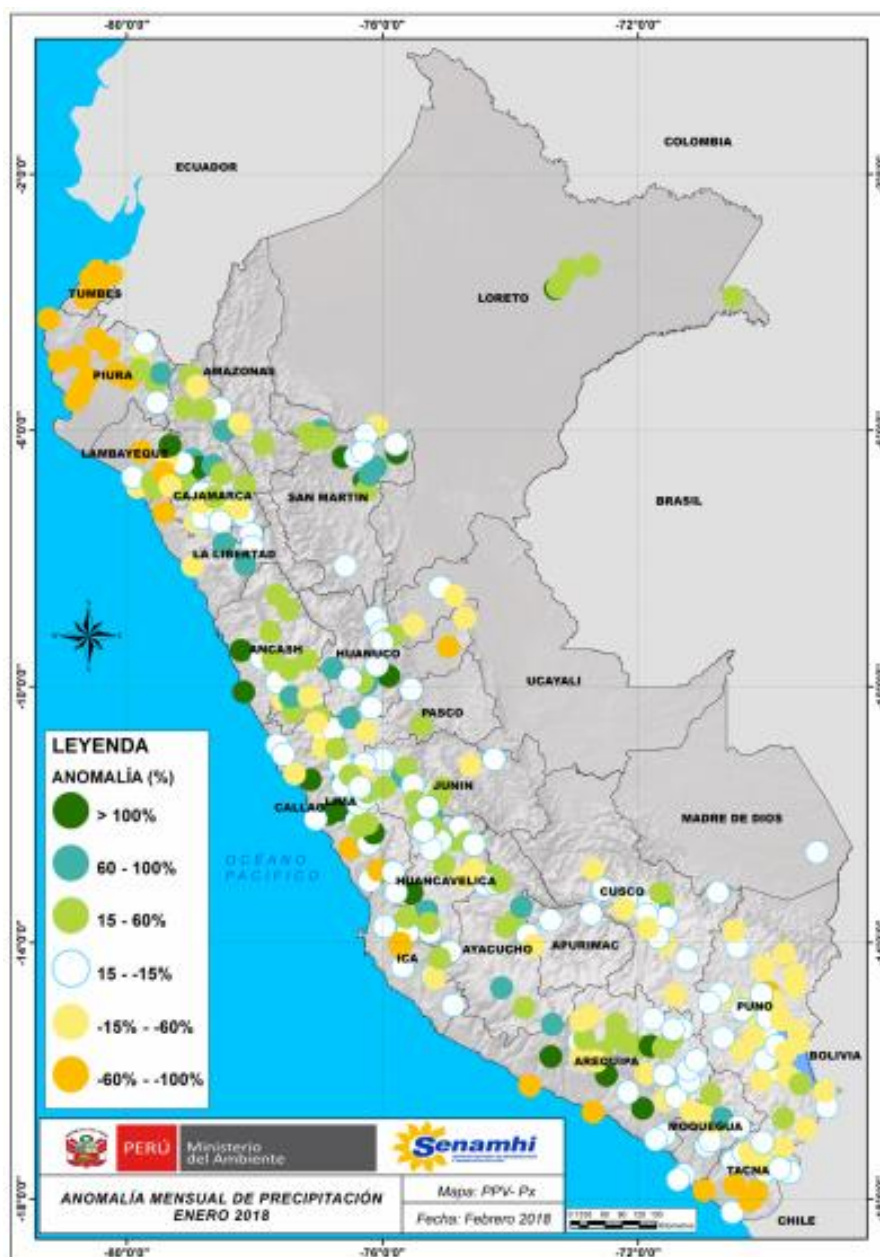 -80°0'0"
-76°0'0"
-72°0'0"
COLOMBIA
ECUADOR
-2°0'0"
TUMBES
LORETO
PIURA
AMAZONAS
-6°0'0"
LAMBAYEQUE
CAJAMARCA
SAN MARTIN
BRASIL
LA LIBERTAD
ANCASH
HUANUCO
UCAYALI
-10°0'0"
PASCO
LEYENDA
ANOMALÍA (%)
> 100%
60 - 100%
15 - 60%
15 - -15%
-15% - -60%
-60% - -100%
JUNIN
CALLAO
LIMA
MADRE DE DIOS
OCÉANO
PACIFICO
HUANCAVELICA
CUSCO
-14°0'0"
ICA
AYACUCHO
APURIMAC
PUNO
AREQUIPA
BOLIVIA
MOQUEGUA
TACNA
CHILE
-18°0'0"
PERÚ
Ministerio
del Ambiente
Senamhi
ANOMALÍA MENSUAL DE PRECIPITACIÓN
ENERO 2018
Mapa: PPV- Px
Fecha: Febrero 2018
-80°0'0"
-76°0'0"
-72°0'0"